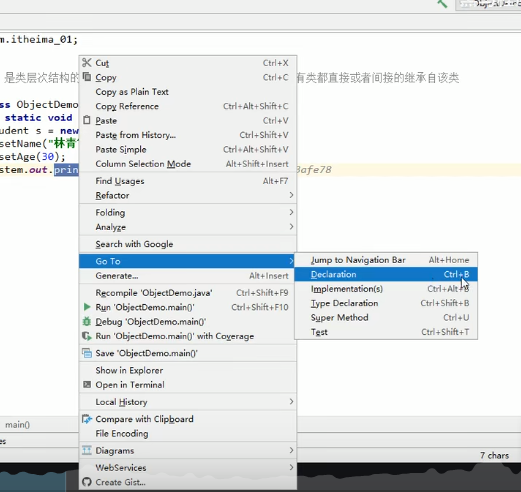 m.itheima_01;
是类层次结构的
有类都直接或者间接的继承自该类
ss ObjectDemo
static void
udent s = new
setName("林青
setAge(30);
stem.out.prin
3afe78
Cut Ctrl+X
Copy Ctrl+C
Copy as Plain Text
Copy Reference Ctrl+Alt+Shift+C
Paste Ctrl+V
Paste from History... Ctrl+Shift+V
Paste Simple Ctrl+Alt+Shift+V
Column Selection Mode Alt+Shift+Insert
Find Usages Alt+F7
Refactor
Folding
Analyze
Search with Google
Go To
Generate... Alt+Insert
Recompile 'ObjectDemo.java' Ctrl+Shift+F9
Run 'ObjectDemo.main()' Ctrl+Shift+F10
Debug 'ObjectDemo.main()'
Run 'ObjectDemo.main()' with Coverage
Save 'ObjectDemo.main()'
Show in Explorer
Open in Terminal
Local History
Compare with Clipboard
File Encoding
Diagrams
WebServices
Create Gist...
Jump to Navigation Bar Alt+Home
Declaration Ctrl+B
Implementation(s) Ctrl+Alt+B
Type Declaration Ctrl+Shift+B
Super Method Ctrl+U
Test Ctrl+Shift+T
main()
es
7 chars